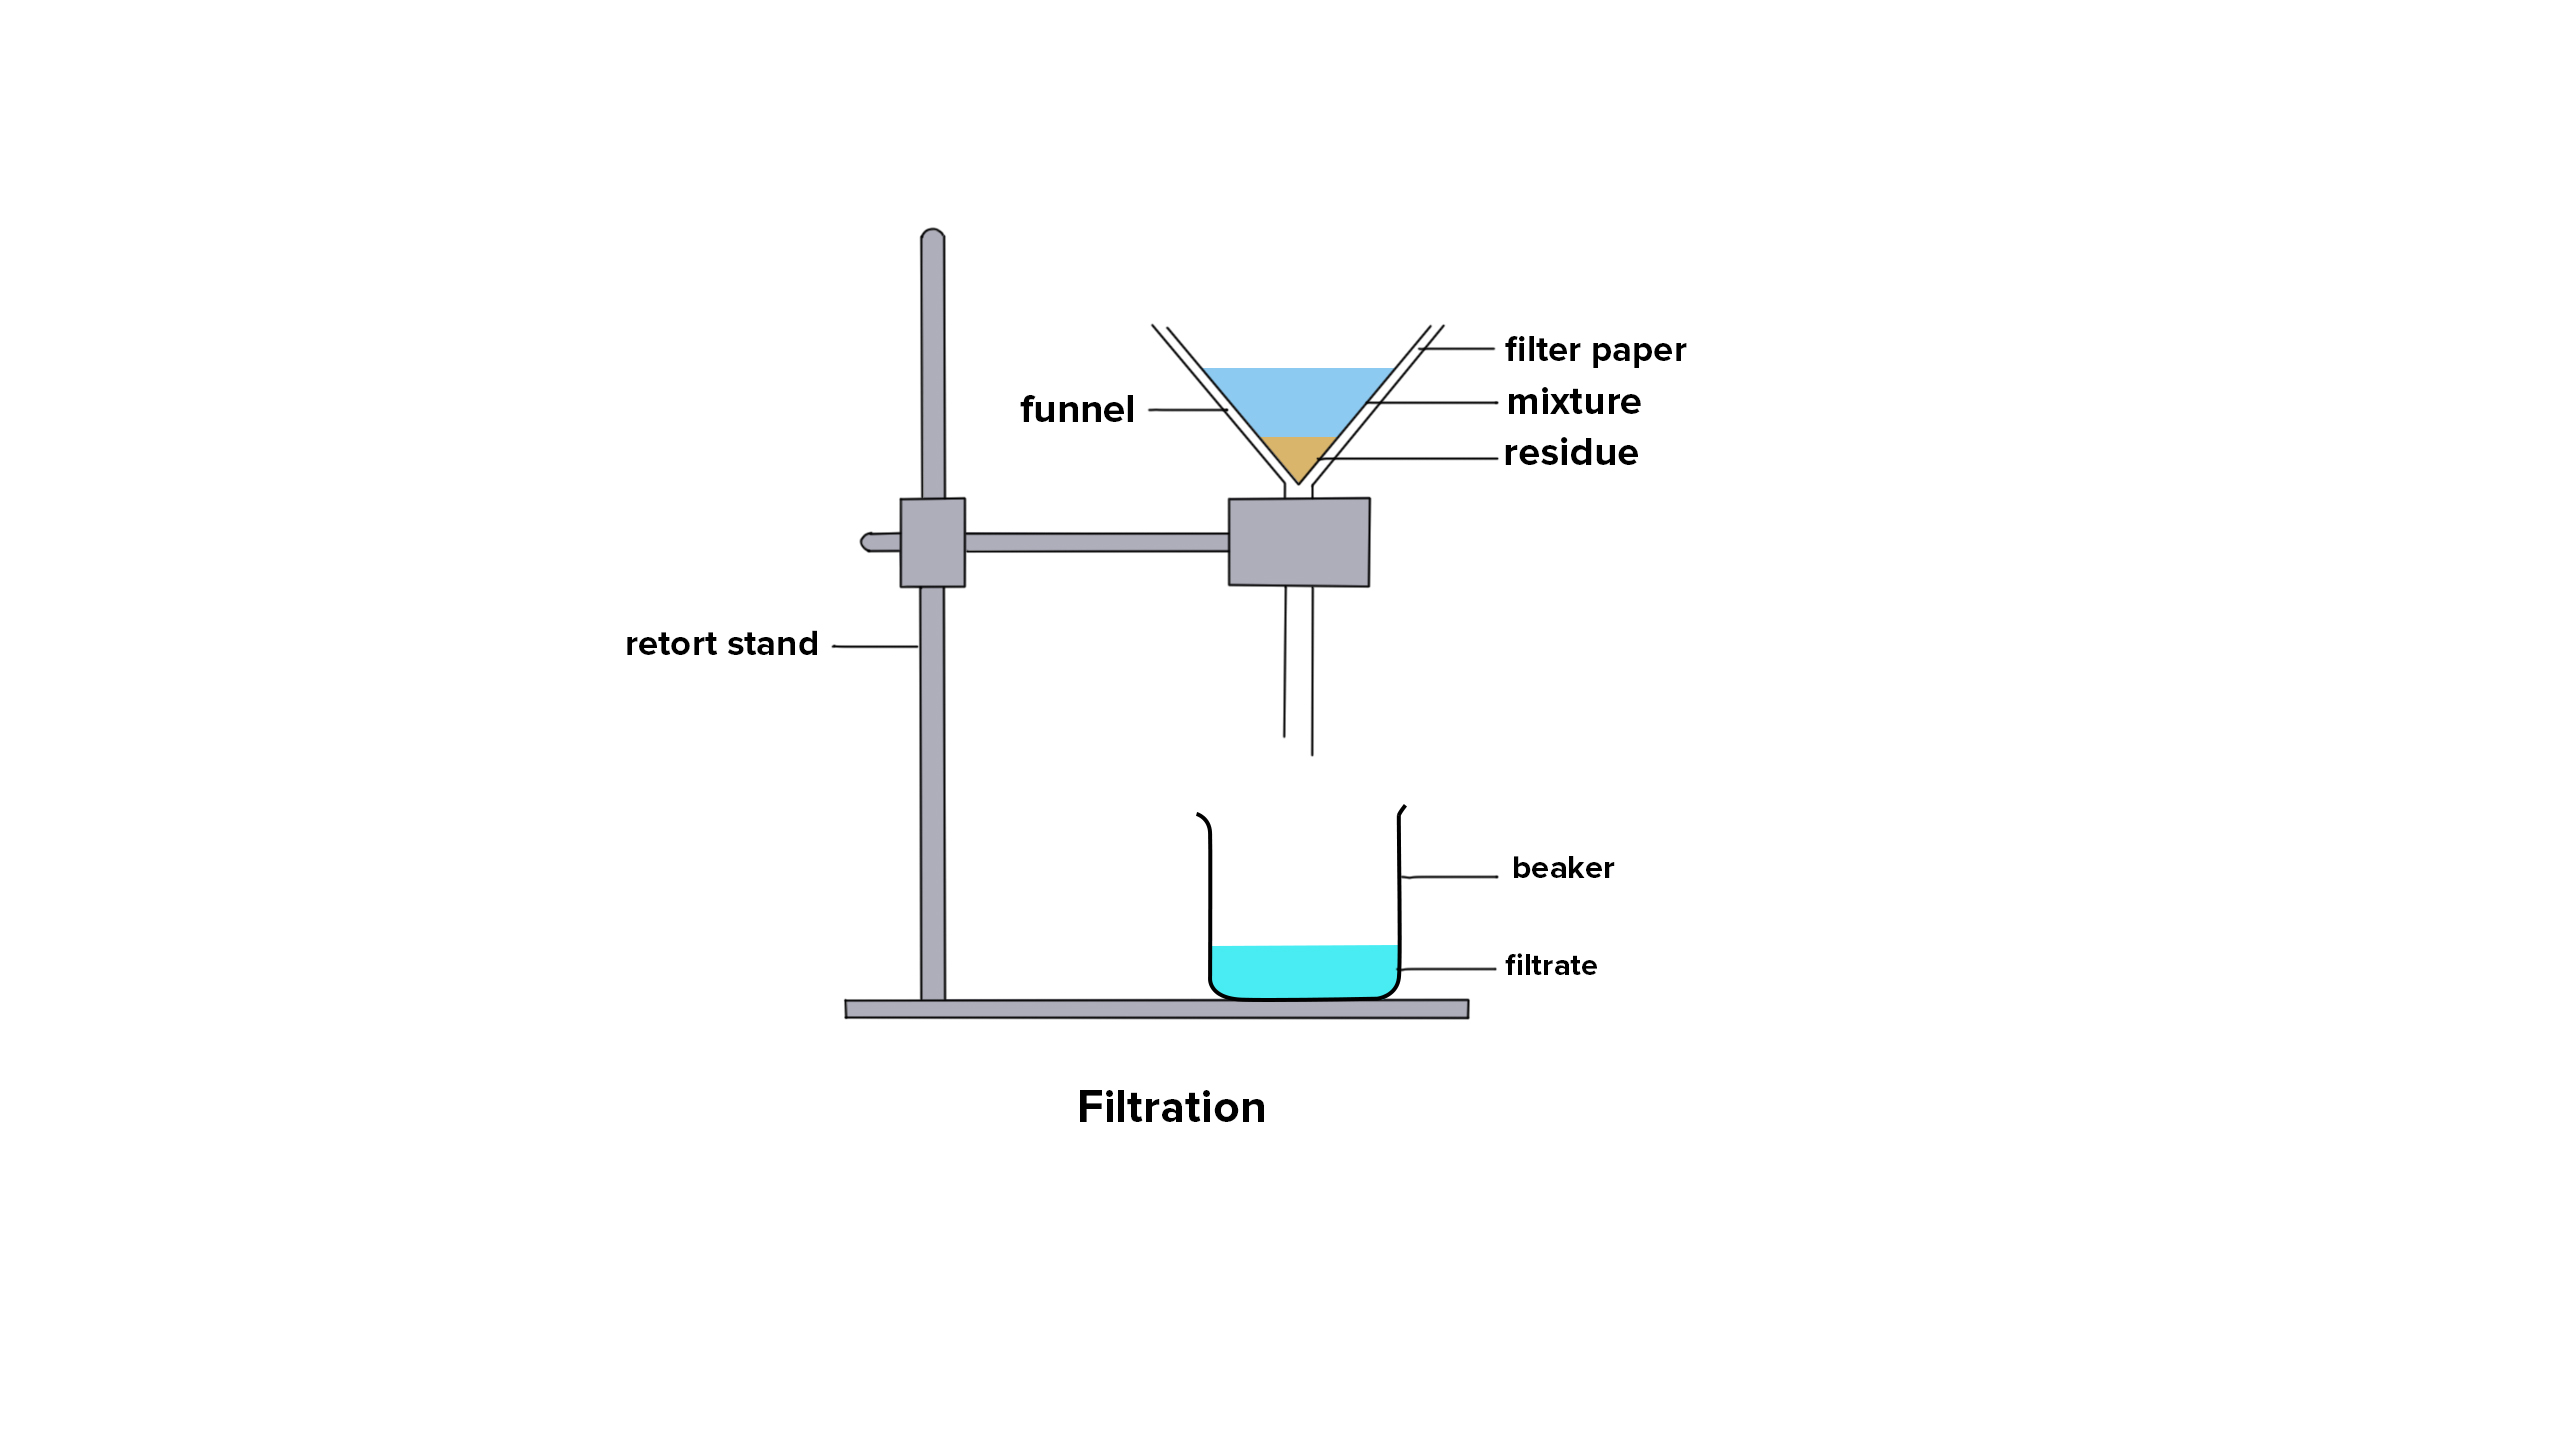 filter paper
mixture
funnel
residue
retort stand
beaker
filtrate
Filtration